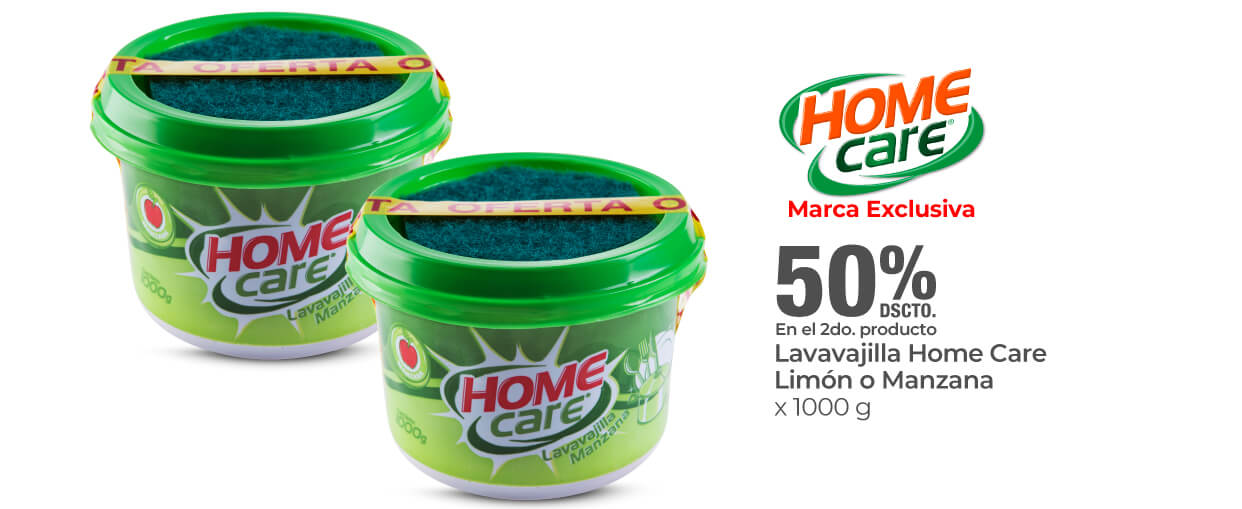 TA OFERTA O
HOME
care
Lavavajilla
Manzana
1000g
TA OFERTA O
HOME
care
Lavavajilla
Manzana
1000g
HOME
care®
Marca Exclusiva
50%
DSCTO.
En el 2do. producto
Lavavajilla Home Care
Limón o Manzana
x 1000 g